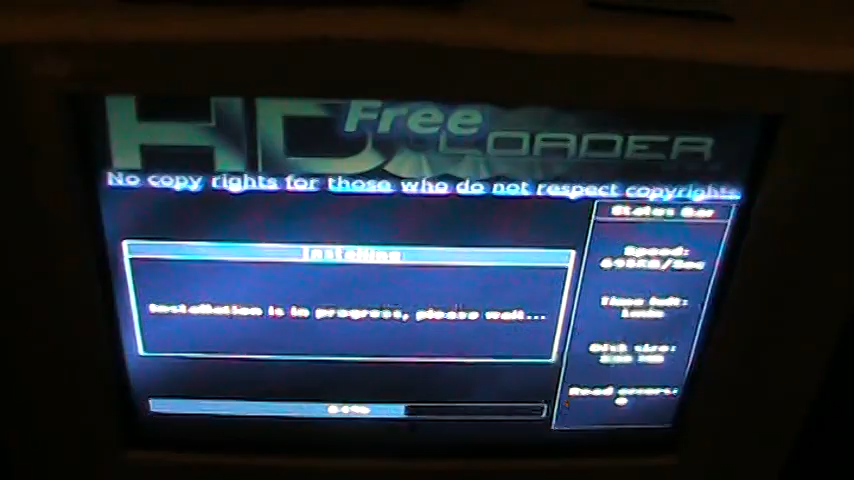 HD Free LOADER
No copy rights for those who do not respect copyrights
Status Bar
Installing
Speed:
Installation is in progress, please wait...
Time left:
Disk size:
Read errors: